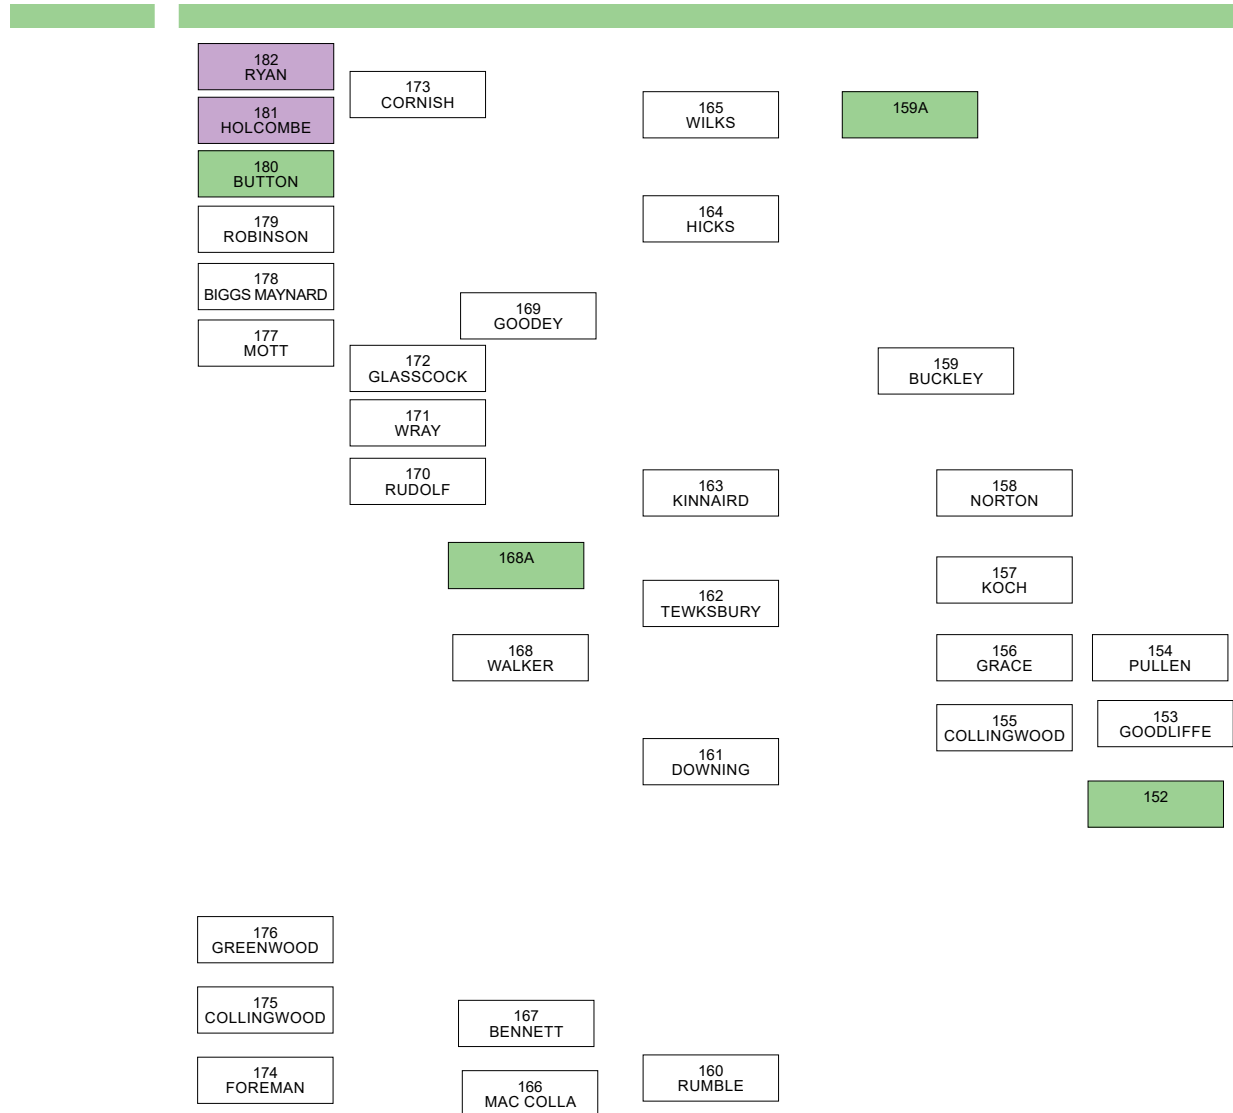 182
RYAN
181
HOLCOMBE
180
BUTTON
179
ROBINSON
178
BIGGS MAYNARD
177
MOTT
176
GREENWOOD
175
COLLINGWOOD
174
FOREMAN
173
CORNISH
172
GLASSCOCK
171
WRAY
170
RUDOLF
169
GOODEY
168A
168
WALKER
167
BENNETT
166
MAC COLLA
165
WILKS
164
HICKS
163
KINNAIRD
162
TEWKSBURY
161
DOWNING
160
RUMBLE
159A
159
BUCKLEY
158
NORTON
157
KOCH
156
GRACE
155
COLLINGWOOD
154
PULLEN
153
GOODLIFFE
152